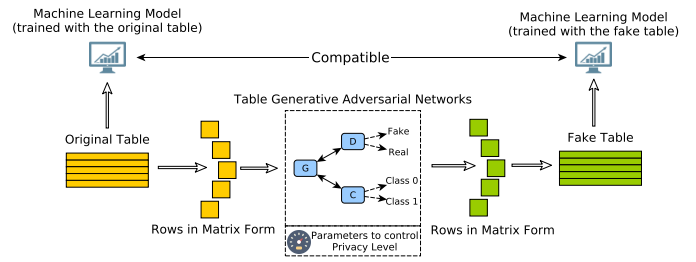 Machine Learning Model
(trained with the original table)
Machine Learning Model
(trained with the fake table)
Compatible
Table Generative Adversarial Networks
Original Table
Fake Table
Fake
D
Real
G
Class 0
C
Class 1
Rows in Matrix Form
Rows in Matrix Form
Parameters to control
Privacy Level